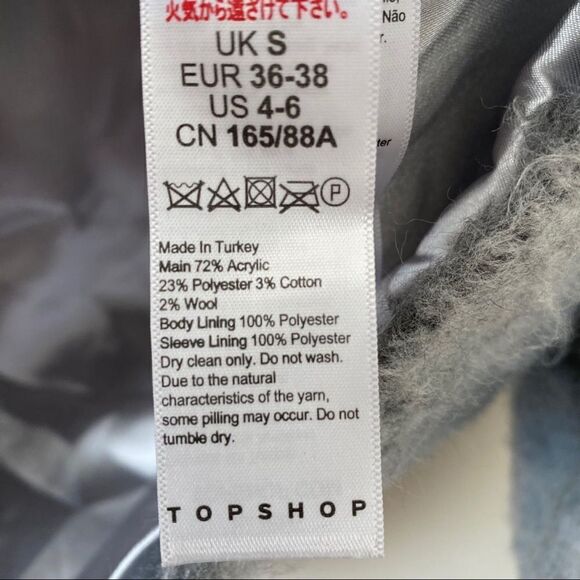 火気から遠ざけて下さい。
UK S
EUR 36-38
US 4-6
CN 165/88A
P
Made In Turkey
Main 72% Acrylic
23% Polyester 3% Cotton
2% Wool
Body Lining 100% Polyester
Sleeve Lining 100% Polyester
Dry clean only. Do not wash.
Due to the natural
characteristics of the yarn,
some pilling may occur. Do not
tumble dry.
TOPSHOP
Não
r.